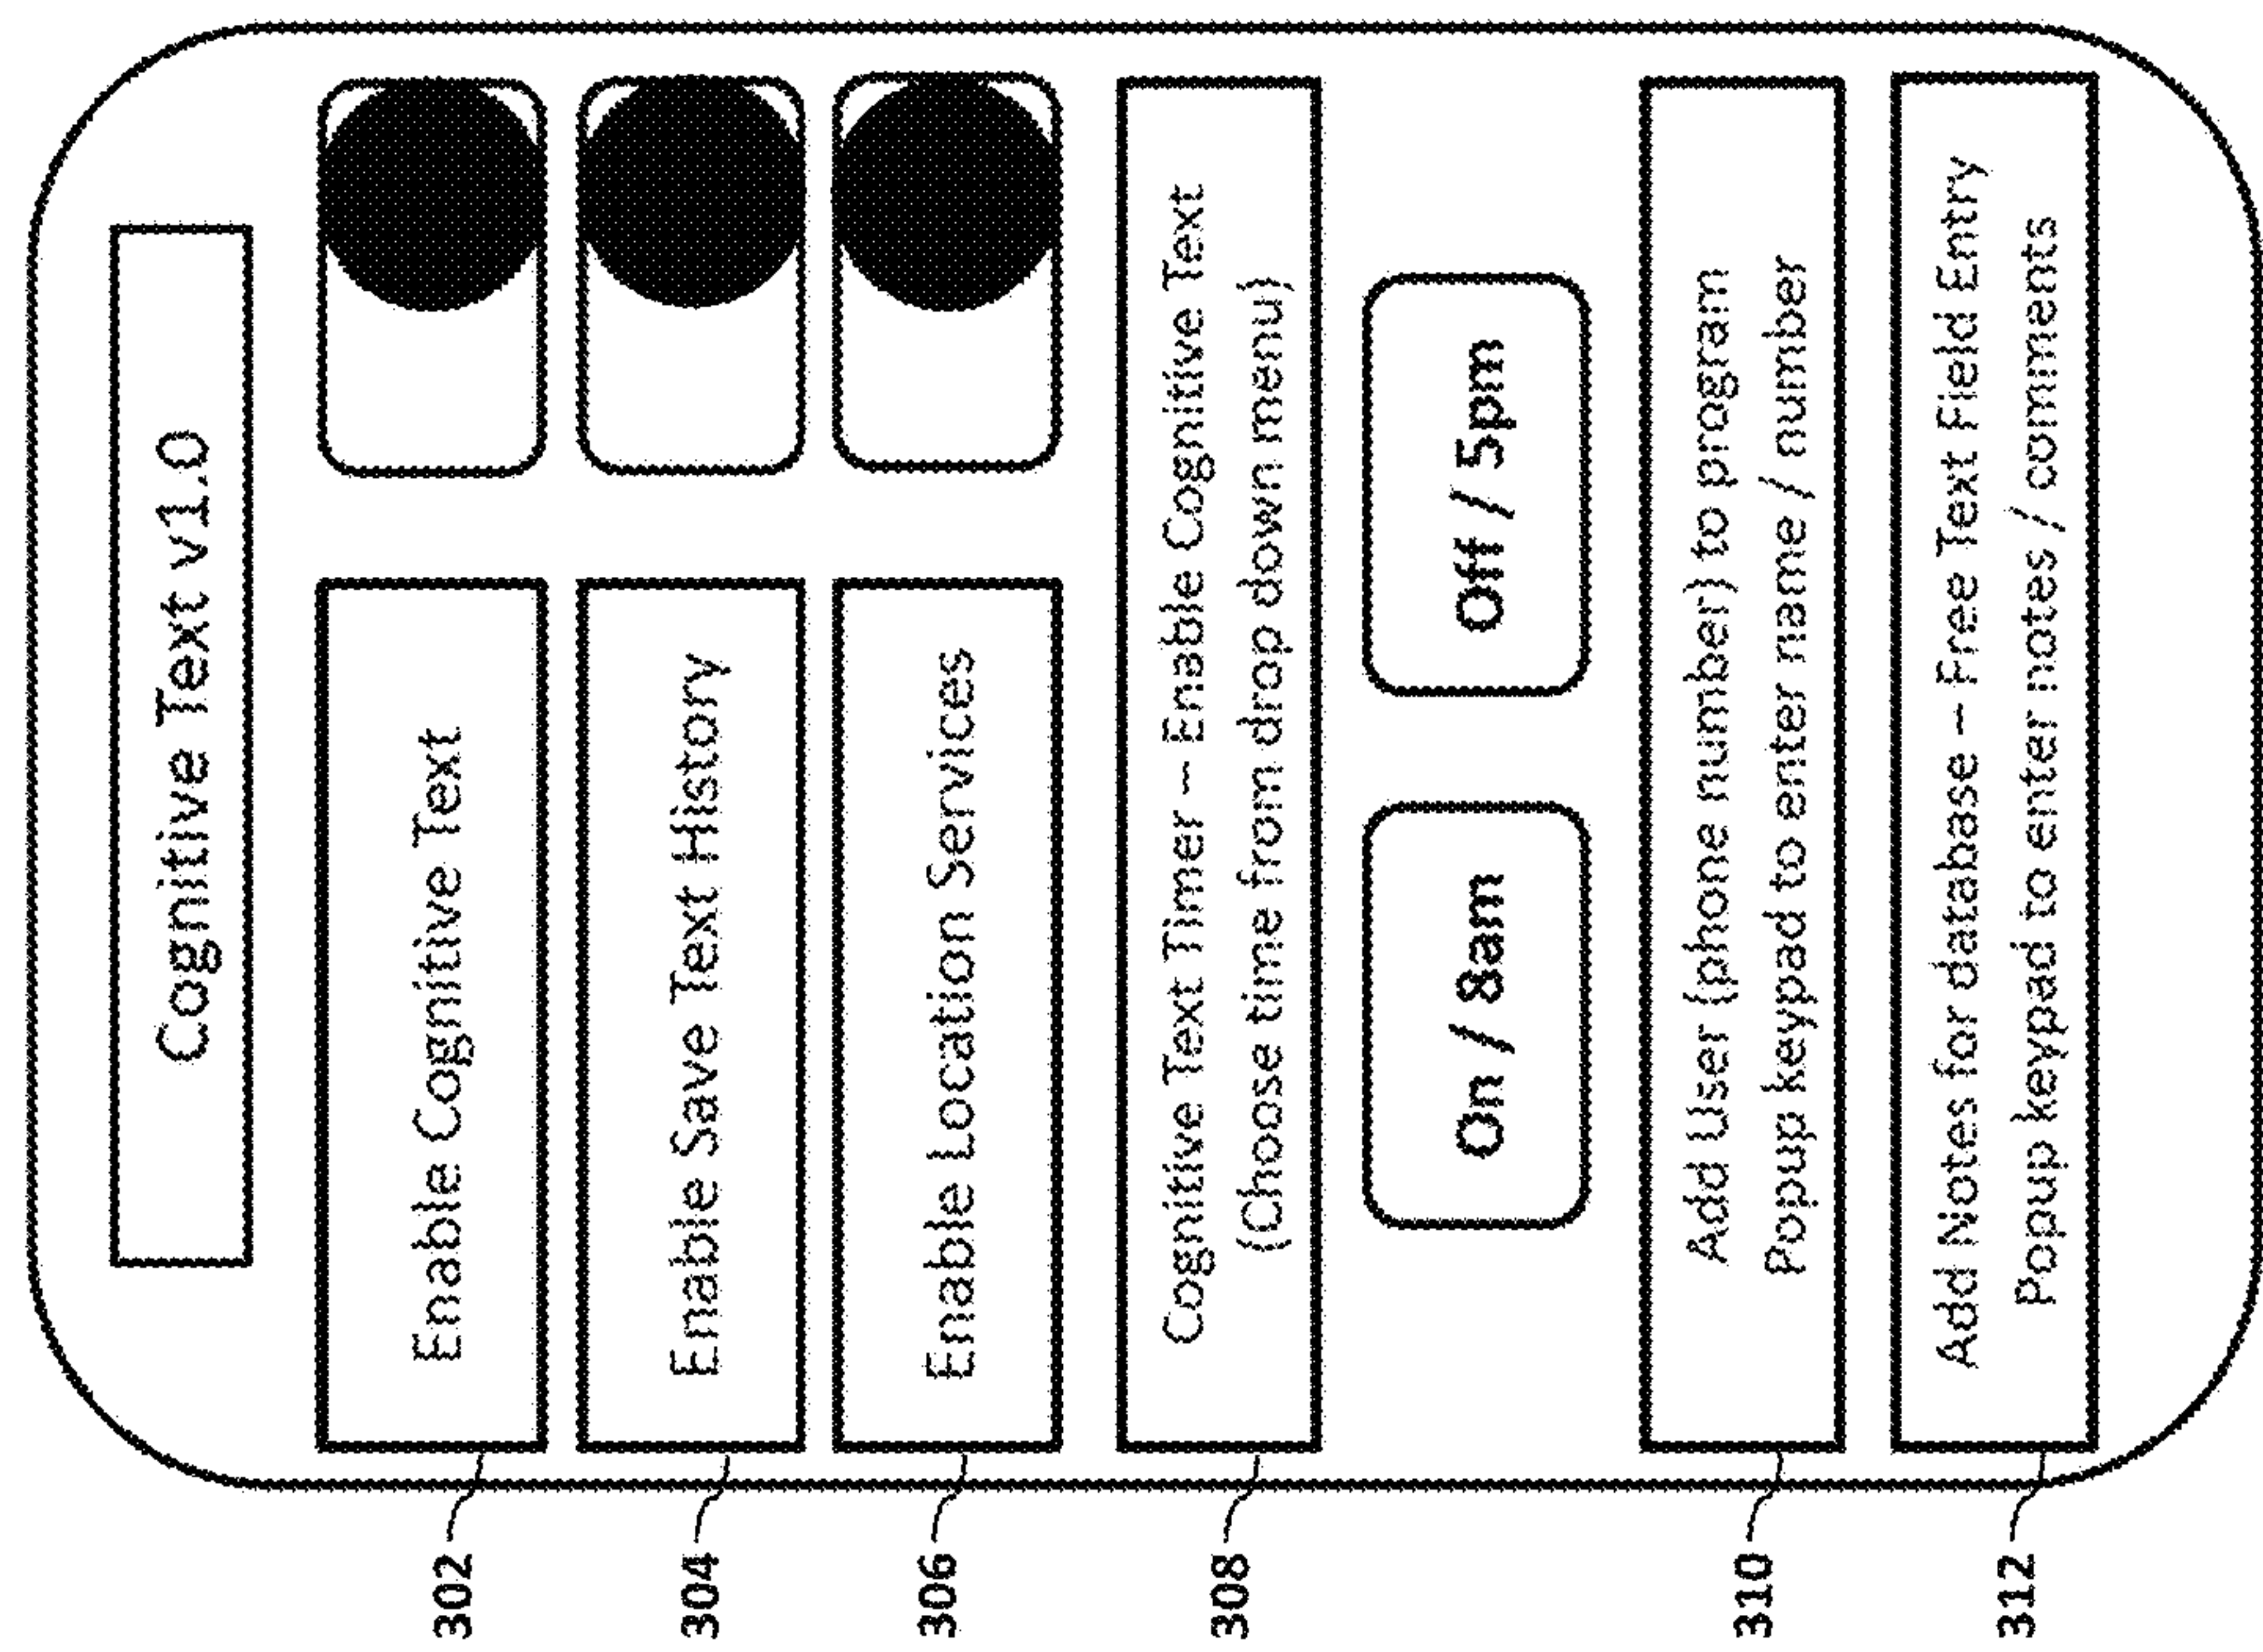 Cognitive Text v1.0
302
Enable Cognitive Text
304
Enable Save Text History
306
Enable Location Services
308
Cognitive Text Timer – Enable Cognitive Text
(Choose time from drop down menu)
On / 8am
Off / 5pm
310
Add User (phone number) to program
Popup keypad to enter name / number
312
Add Notes for database – Free Text Field Entry
Popup keypad to enter notes / comments